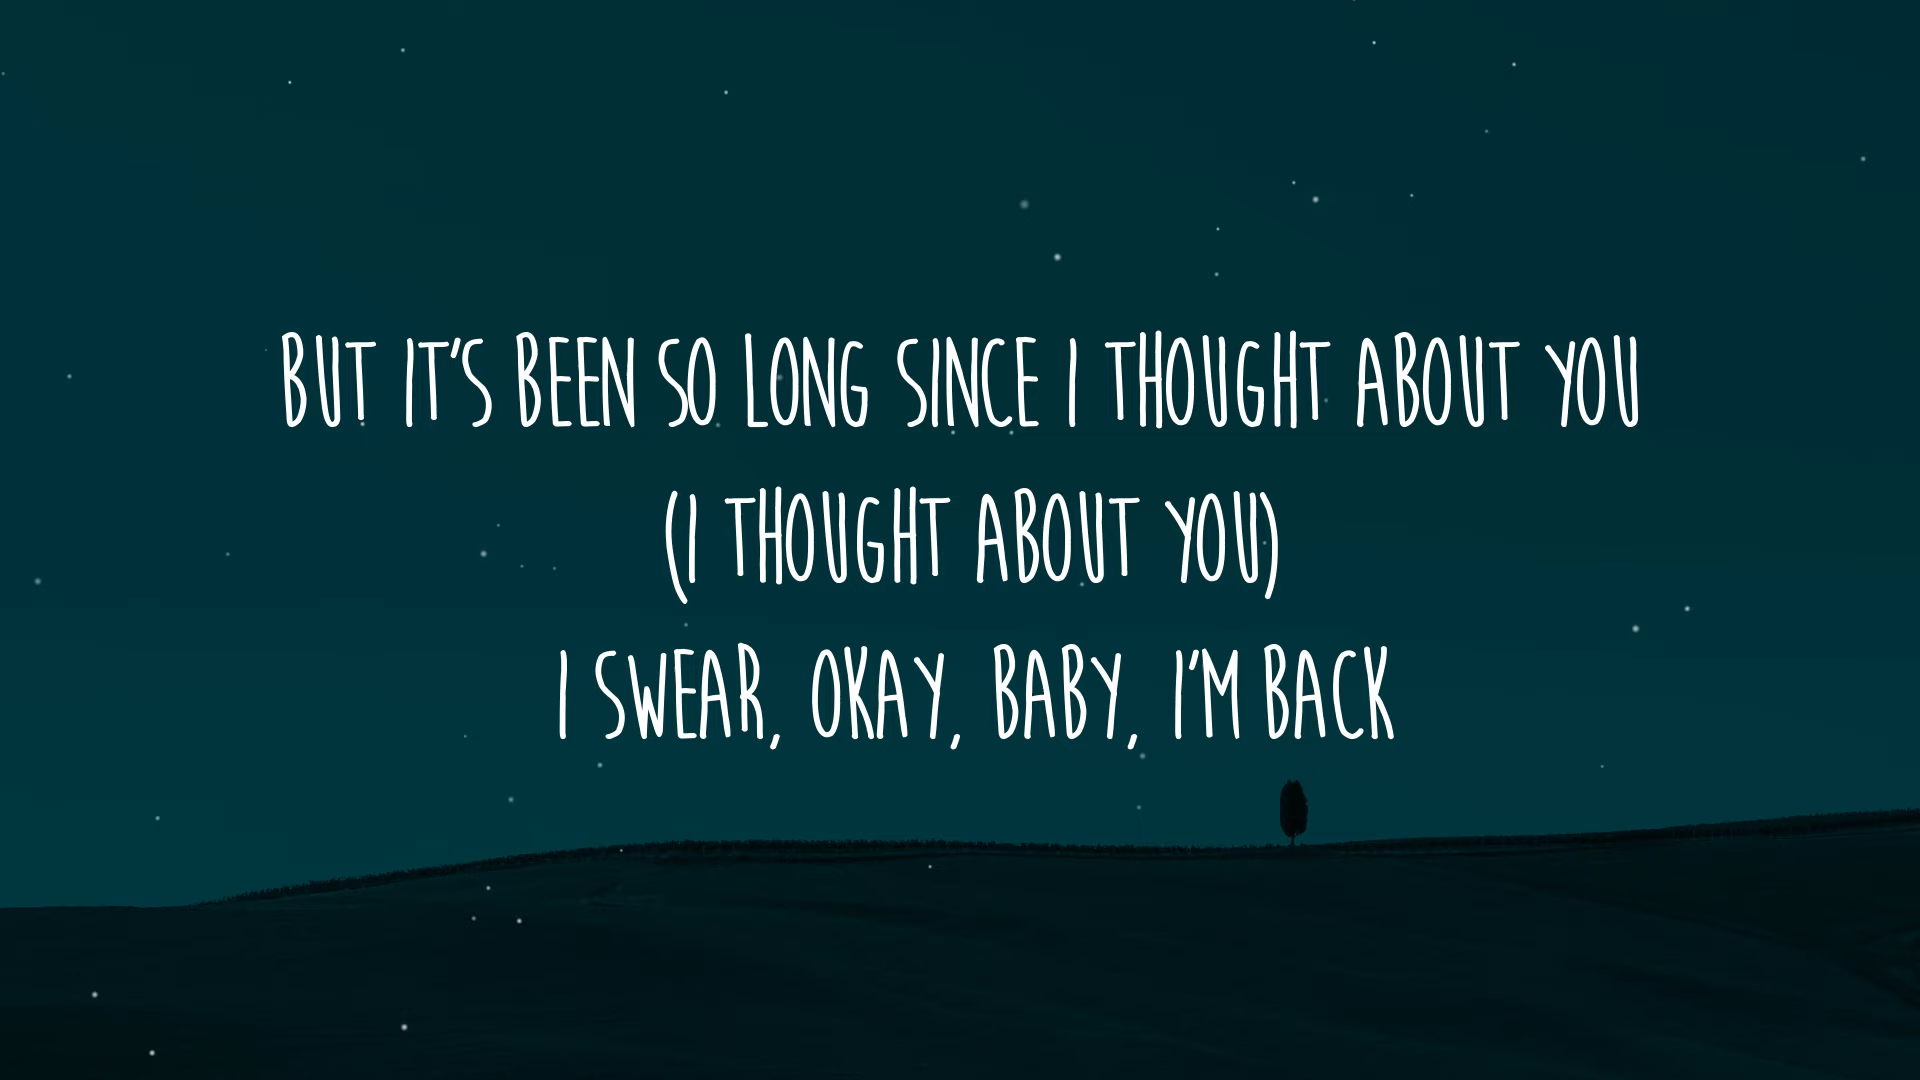 BUT IT'S BEEN SO LONG SINCE I THOUGHT ABOUT YOU
(I THOUGHT ABOUT YOU)
I SWEAR, OKAY, BABY, I'M BACK